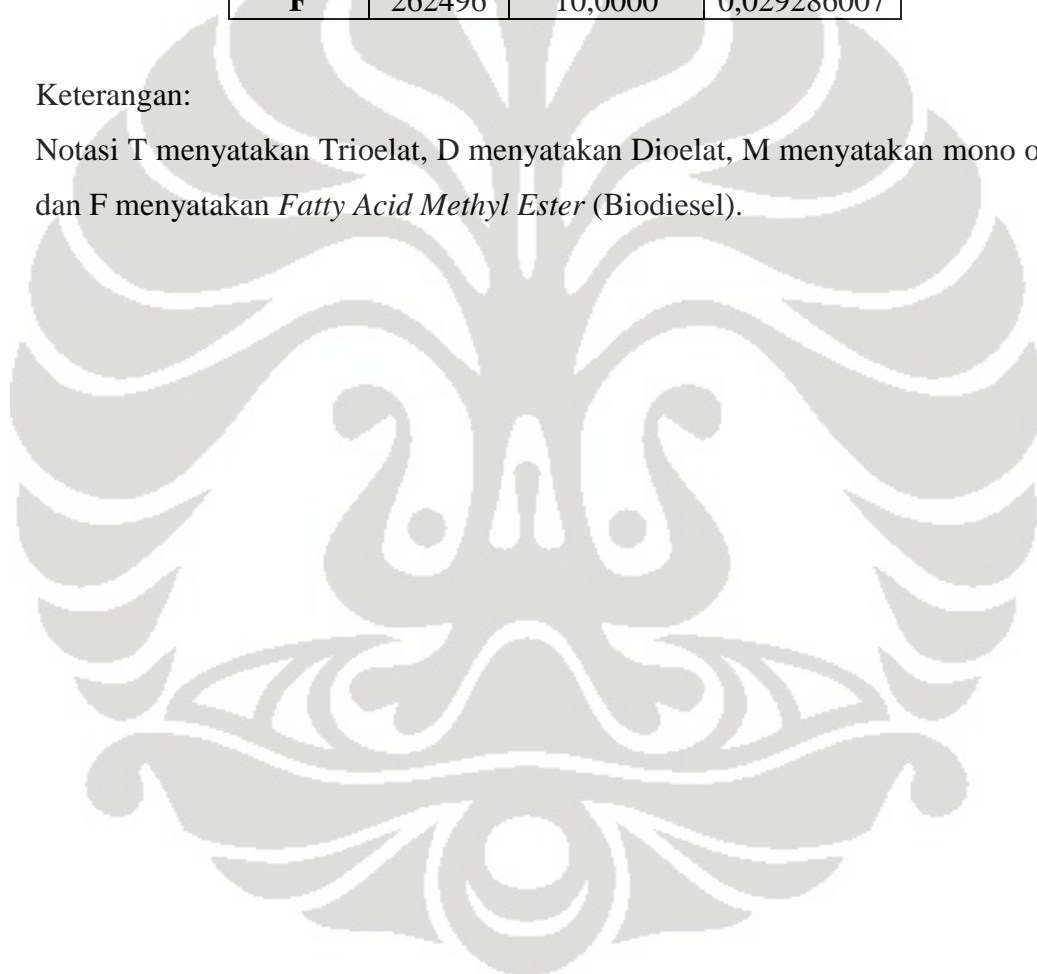 F 262496 10,0000 0,029286007
Keterangan:
Notasi T menyatakan Trioelat, D menyatakan Dioelat, M menyatakan mono o
dan F menyatakan Fatty Acid Methyl Ester (Biodiesel).